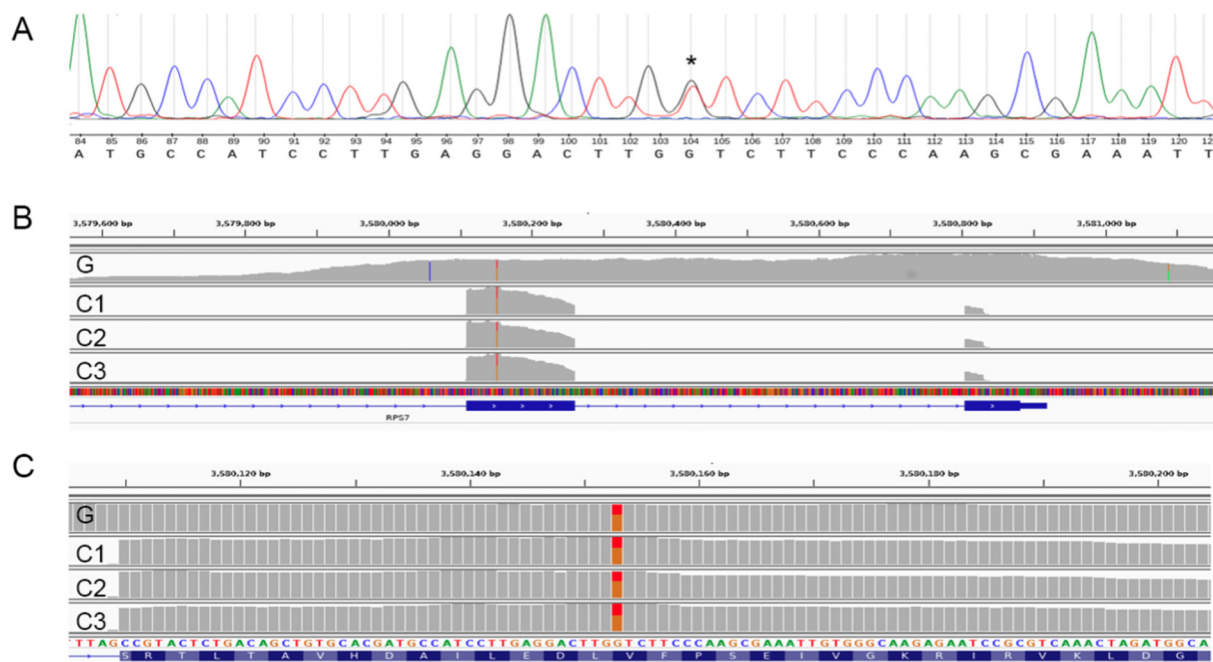 A
*
84 85 86 87 88 89 90 91 92 93 94 95 96 97 98 99 100 101 102 103 104 105 106 107 108 109 110 111 112 113 114 115 116 117 118 119 120 12
A T G C C A T C C T T G A G G A C T T G G T C T T C C C A A G C G A A A T T
B
3,579,600 bp 3,579,800 bp 3,580,000 bp 3,580,200 bp 3,580,400 bp 3,580,600 bp 3,580,800 bp 3,581,000 bp
G
C1
C2
C3
RPS7
C
3,580,120 bp 3,580,140 bp 3,580,160 bp 3,580,180 bp 3,580,200 bp
G
C1
C2
C3
TTAGCCGTACTCTGACAGCTGTGCACGATGCCATCCTTGAGGACTTGGTCTTCCCAAGCGAAATTGTGGGCAAGAGAATCCGCGTCAAACTAGATGGCA
S R T L T A V H D A I L E D L V F P S E I V G K R I R V K L D G